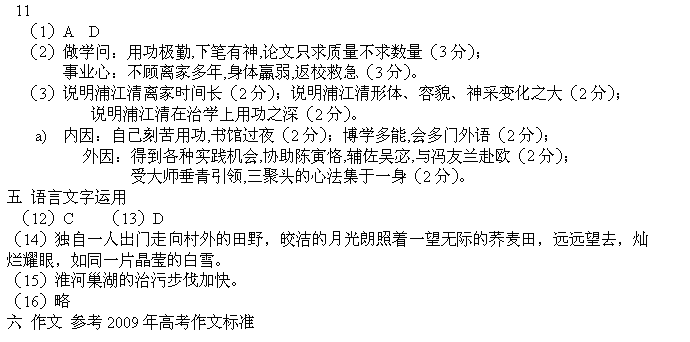 11
（1）A　D
（2）做学问：用功极勤,下笔有神,论文只求质量不求数量（3 分）；
事业心：不顾离家多年,身体羸弱,返校救急（3 分）。
（3）说明浦江清离家时间长（2 分）；说明浦江清形体、容貌、神采变化之大（2 分）；
说明浦江清在治学上用功之深（2 分）。
a)　内因：自己刻苦用功,书馆过夜（2 分）；博学多能,会多门外语（2 分）；
外因：得到各种实践机会,协助陈寅恪,辅佐吴宓,与冯友兰赴欧（2 分）；
受大师垂青引领,三聚头的心法集于一身（2 分）。
五 语言文字运用
（12）C　　（13）D
（14）独自一人出门走向村外的田野，皎洁的月光朗照着一望无际的荞麦田，远远望去，灿
烂耀眼，如同一片晶莹的白雪。
（15）淮河巢湖的治污步伐加快。
（16）略
六 作文 参考 2009 年高考作文标准